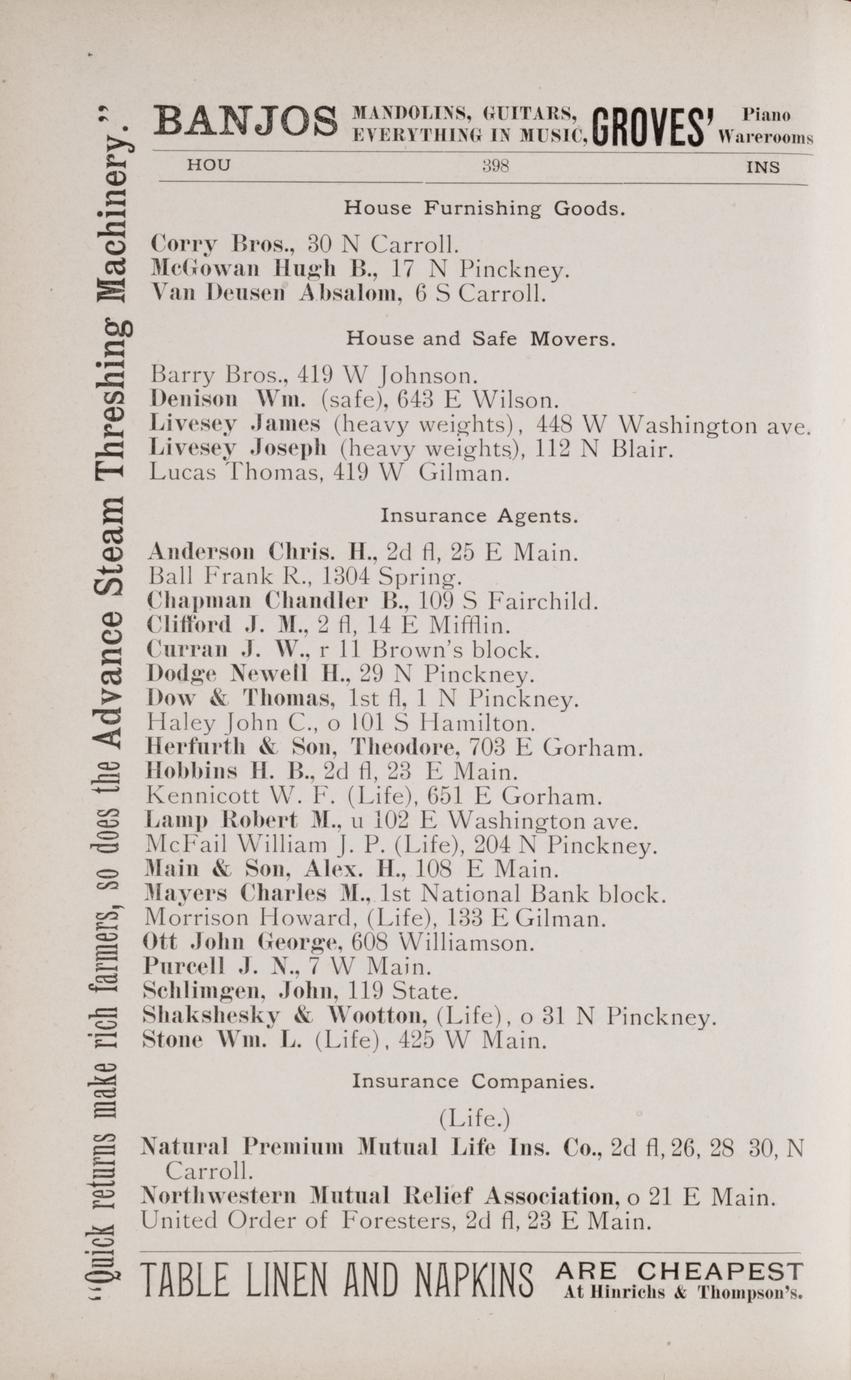 BANJOS MANDOLINS, GUITARS, EVERYTHING IN MUSIC, GROVES' Piano Warerooms
HOU 398 INS
House Furnishing Goods.
Corry Bros., 30 N Carroll.
McGowan Hugh B., 17 N Pinckney.
Van Deusen Absalom, 6 S Carroll.
House and Safe Movers.
Barry Bros., 419 W Johnson.
Denison Wm. (safe), 643 E Wilson.
Livesey James (heavy weights), 448 W Washington ave.
Livesey Joseph (heavy weights), 112 N Blair.
Lucas Thomas, 419 W Gilman.
Insurance Agents.
Anderson Chris. H., 2d fl, 25 E Main.
Ball Frank R., 1304 Spring.
Chapman Chandler B., 109 S Fairchild.
Clifford J. M., 2 fl, 14 E Mifflin.
Curran J. W., r 11 Brown's block.
Dodge Newell H., 29 N Pinckney.
Dow & Thomas, 1st fl, 1 N Pinckney.
Haley John C., o 101 S Hamilton.
Herfurth & Son, Theodore, 703 E Gorham.
Hobbins H. B., 2d fl, 23 E Main.
Kennicott W. F. (Life), 651 E Gorham.
Lamp Robert M., u 102 E Washington ave.
McFail William J. P. (Life), 204 N Pinckney.
Main & Son, Alex. H., 108 E Main.
Mayers Charles M., 1st National Bank block.
Morrison Howard, (Life), 133 E Gilman.
Ott John George, 608 Williamson.
Purcell J. N., 7 W Main.
Schlimgen, John, 119 State.
Shakshesky & Wootton, (Life), o 31 N Pinckney.
Stone Wm. L. (Life), 425 W Main.
Insurance Companies.
(Life.)
Natural Premium Mutual Life Ins. Co., 2d fl, 26, 28 30, N
Carroll.
Northwestern Mutual Relief Association, o 21 E Main.
United Order of Foresters, 2d fl, 23 E Main.
TABLE LINEN AND NAPKINS ARE CHEAPEST At Hinrichs & Thompson's.
"Quick returns make rich farmers, so does the Advance Steam Threshing Machinery."